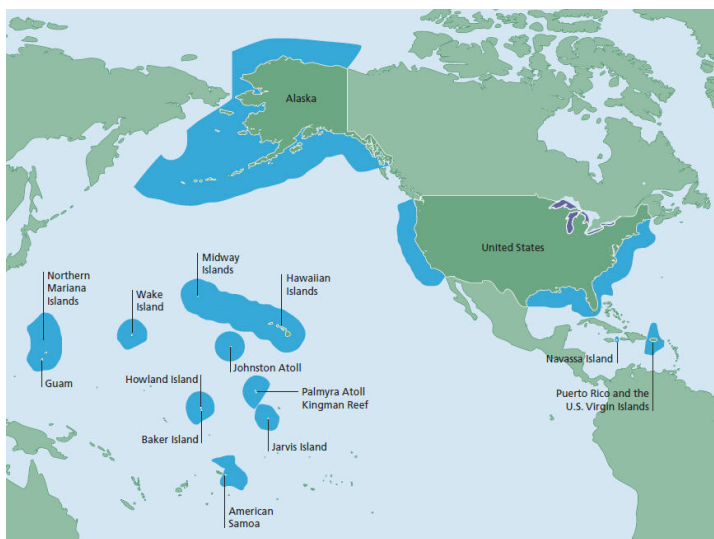 Alaska
United States
Midway
Islands
Northern
Mariana
Islands
Wake
Island
Hawaiian
Islands
Navassa Island
Johnston Atoll
Howland Island
Guam
Palmyra Atoll
Kingman Reef
Puerto Rico and the
U.S. Virgin Islands
Baker Island
Jarvis Island
American
Samoa